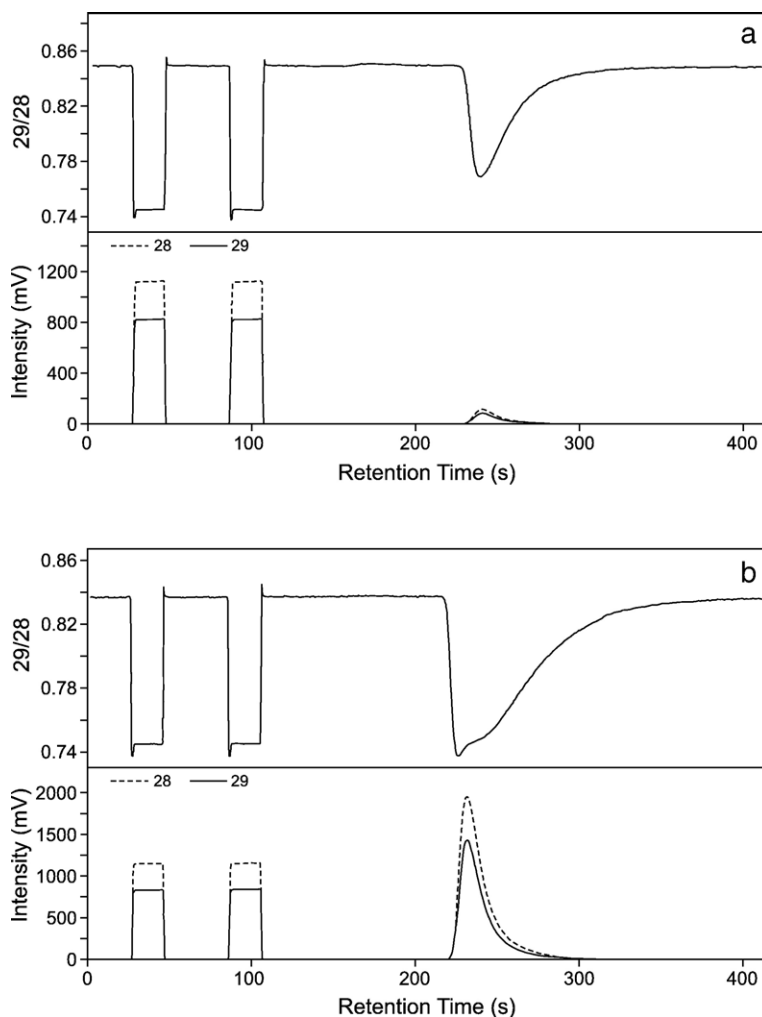 a
0.86
0.82
0.78
0.74
29/28
28 29
1200
800
400
0
Intensity (mV)
0 100 200 300 400
Retention Time (s)
b
0.86
0.82
0.78
0.74
29/28
28 29
2000
1500
1000
500
0
Intensity (mV)
0 100 200 300 400
Retention Time (s)